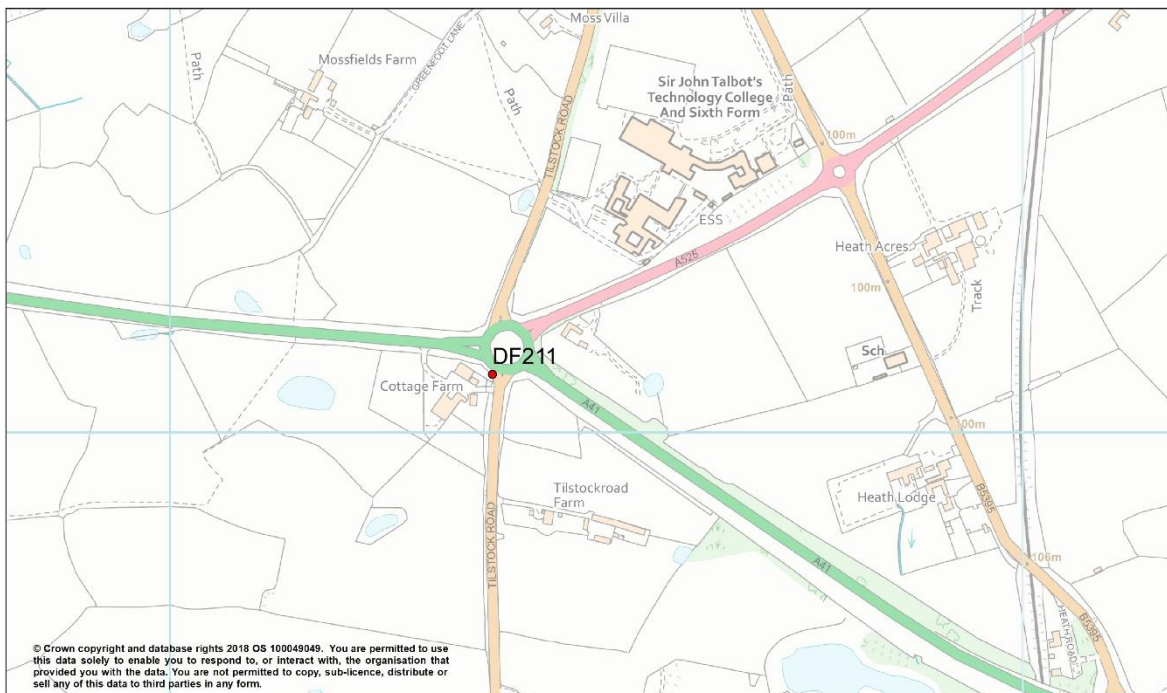 Moss Villa
Path
Mossfields Farm
GREENFOOT LANE
Path
TILSTOCK ROAD
Sir John Talbot's
Technology College
And Sixth Form
Path
100m
A525
ESS
A525
Heath Acres
100m
Track
Sch
DF211
Cottage Farm
A41
100m
Tilstockroad
Farm
Heath Lodge
B5395
TILSTOCK ROAD
A41
106m
HEATH ROAD
B5395
© Crown copyright and database rights 2018 OS 100049049. You are permitted to use
this data solely to enable you to respond to, or interact with, the organisation that
provided you with the data. You are not permitted to copy, sub-licence, distribute or
sell any of this data to third parties in any form.